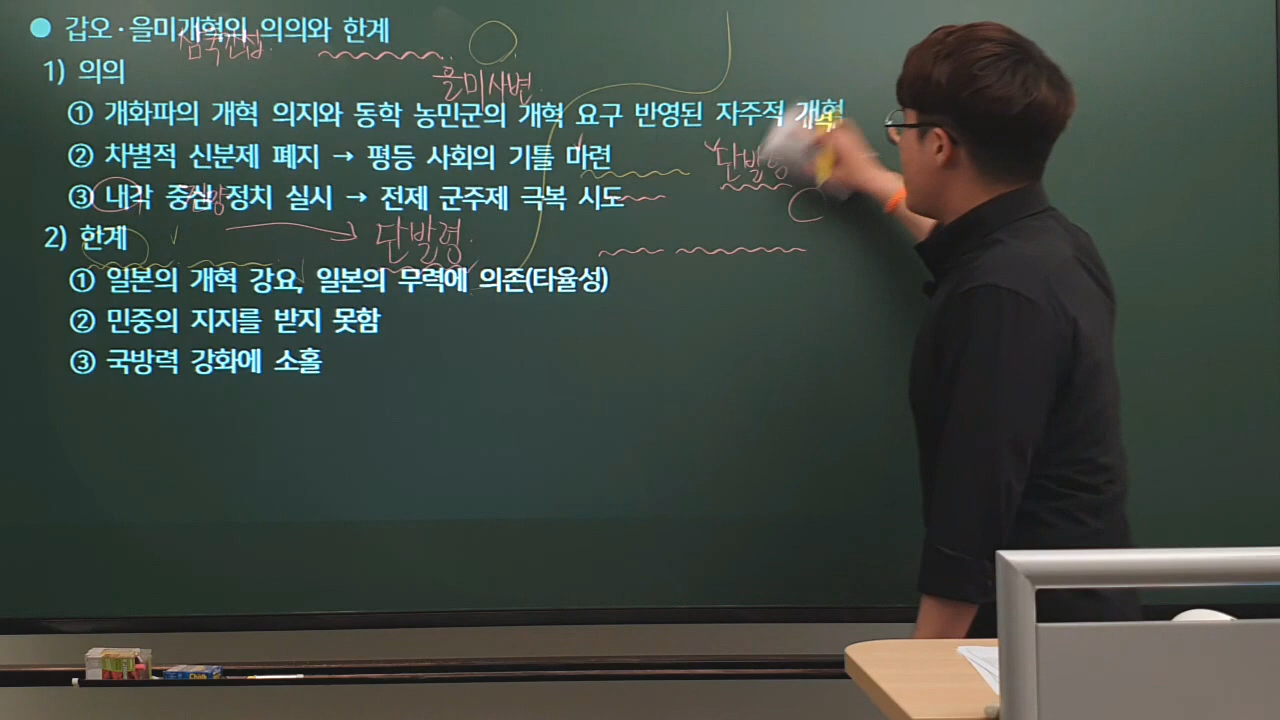 갑오·을미개혁의 의의와 한계
삼국간섭
을미사변
1) 의의
① 개화파의 개혁 의지와 동학 농민군의 개혁 요구 반영된 자주적 개혁
② 차별적 신분제 폐지 → 평등 사회의 기틀 마련
단발령
③ 내각 중심 정치 실시 → 전제 군주제 극복 시도
2) 한계
단발령
① 일본의 개혁 강요, 일본의 무력에 의존(타율성)
② 민중의 지지를 받지 못함
③ 국방력 강화에 소홀